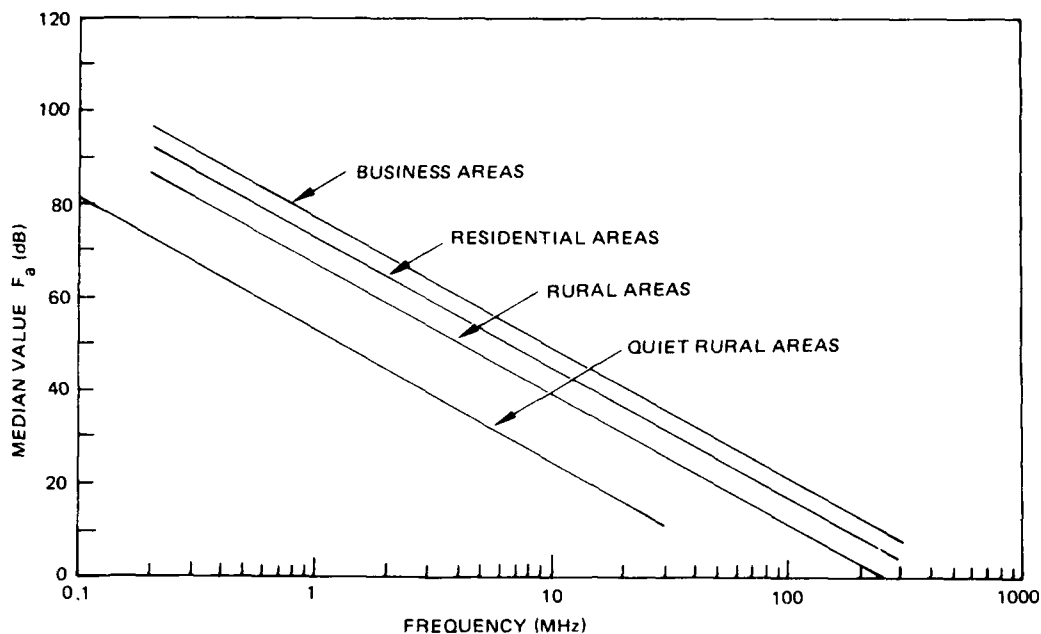 120
100
80
60
40
20
0
MEDIAN VALUE Fa (dB)
BUSINESS AREAS
RESIDENTIAL AREAS
RURAL AREAS
QUIET RURAL AREAS
0.1
1
10
100
1000
FREQUENCY (MHz)